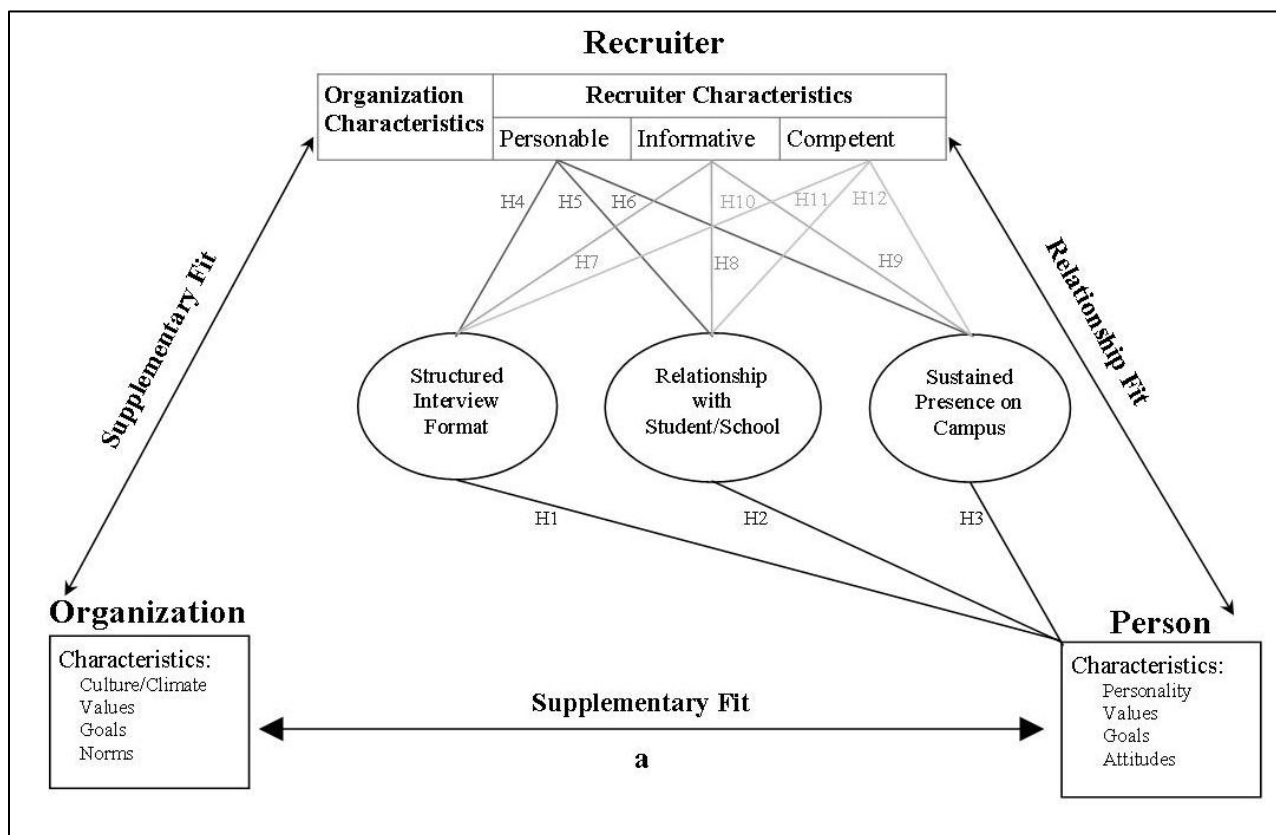 Recruiter
Organization
Characteristics
Recruiter Characteristics
Personable
Informative
Competent
H4
H5
H6
H10
H11
H12
H7
H8
H9
Supplementary Fit
Relationship Fit
Structured
Interview
Format
Relationship
with
Student/School
Sustained
Presence on
Campus
H1
H2
H3
Organization
Characteristics:
Culture/Climate
Values
Goals
Norms
Supplementary Fit
a
Person
Characteristics:
Personality
Values
Goals
Attitudes